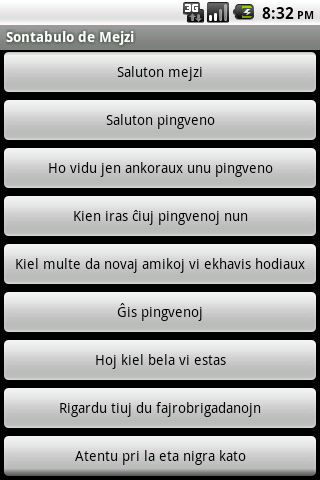 3G 8:32 PM
Sontabulo de Mejzi
Saluton mejzi
Saluton pingveno
Ho vidu jen ankoraux unu pingveno
Kien iras ĉiuj pingvenoj nun
Kiel multe da novaj amikoj vi ekhavis hodiaux
Ĝis pingvenoj
Hoj kiel bela vi estas
Rigardu tiuj du fajrobrigadanojn
Atentu pri la eta nigra kato